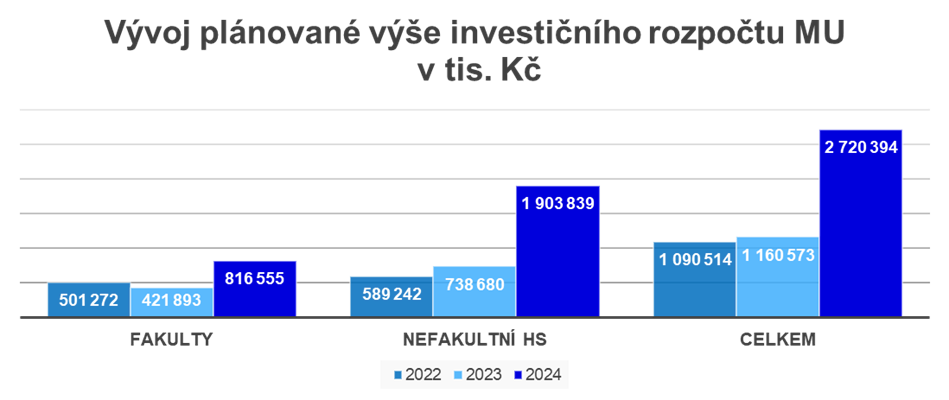 Vývoj plánované výše investičního rozpočtu MU
v tis. Kč
2 720 394
1 903 839
816 555
738 680
1 090 514
1 160 573
501 272
421 893
589 242
FAKULTY
NEFAKULTNÍ HS
CELKEM
2022
2023
2024